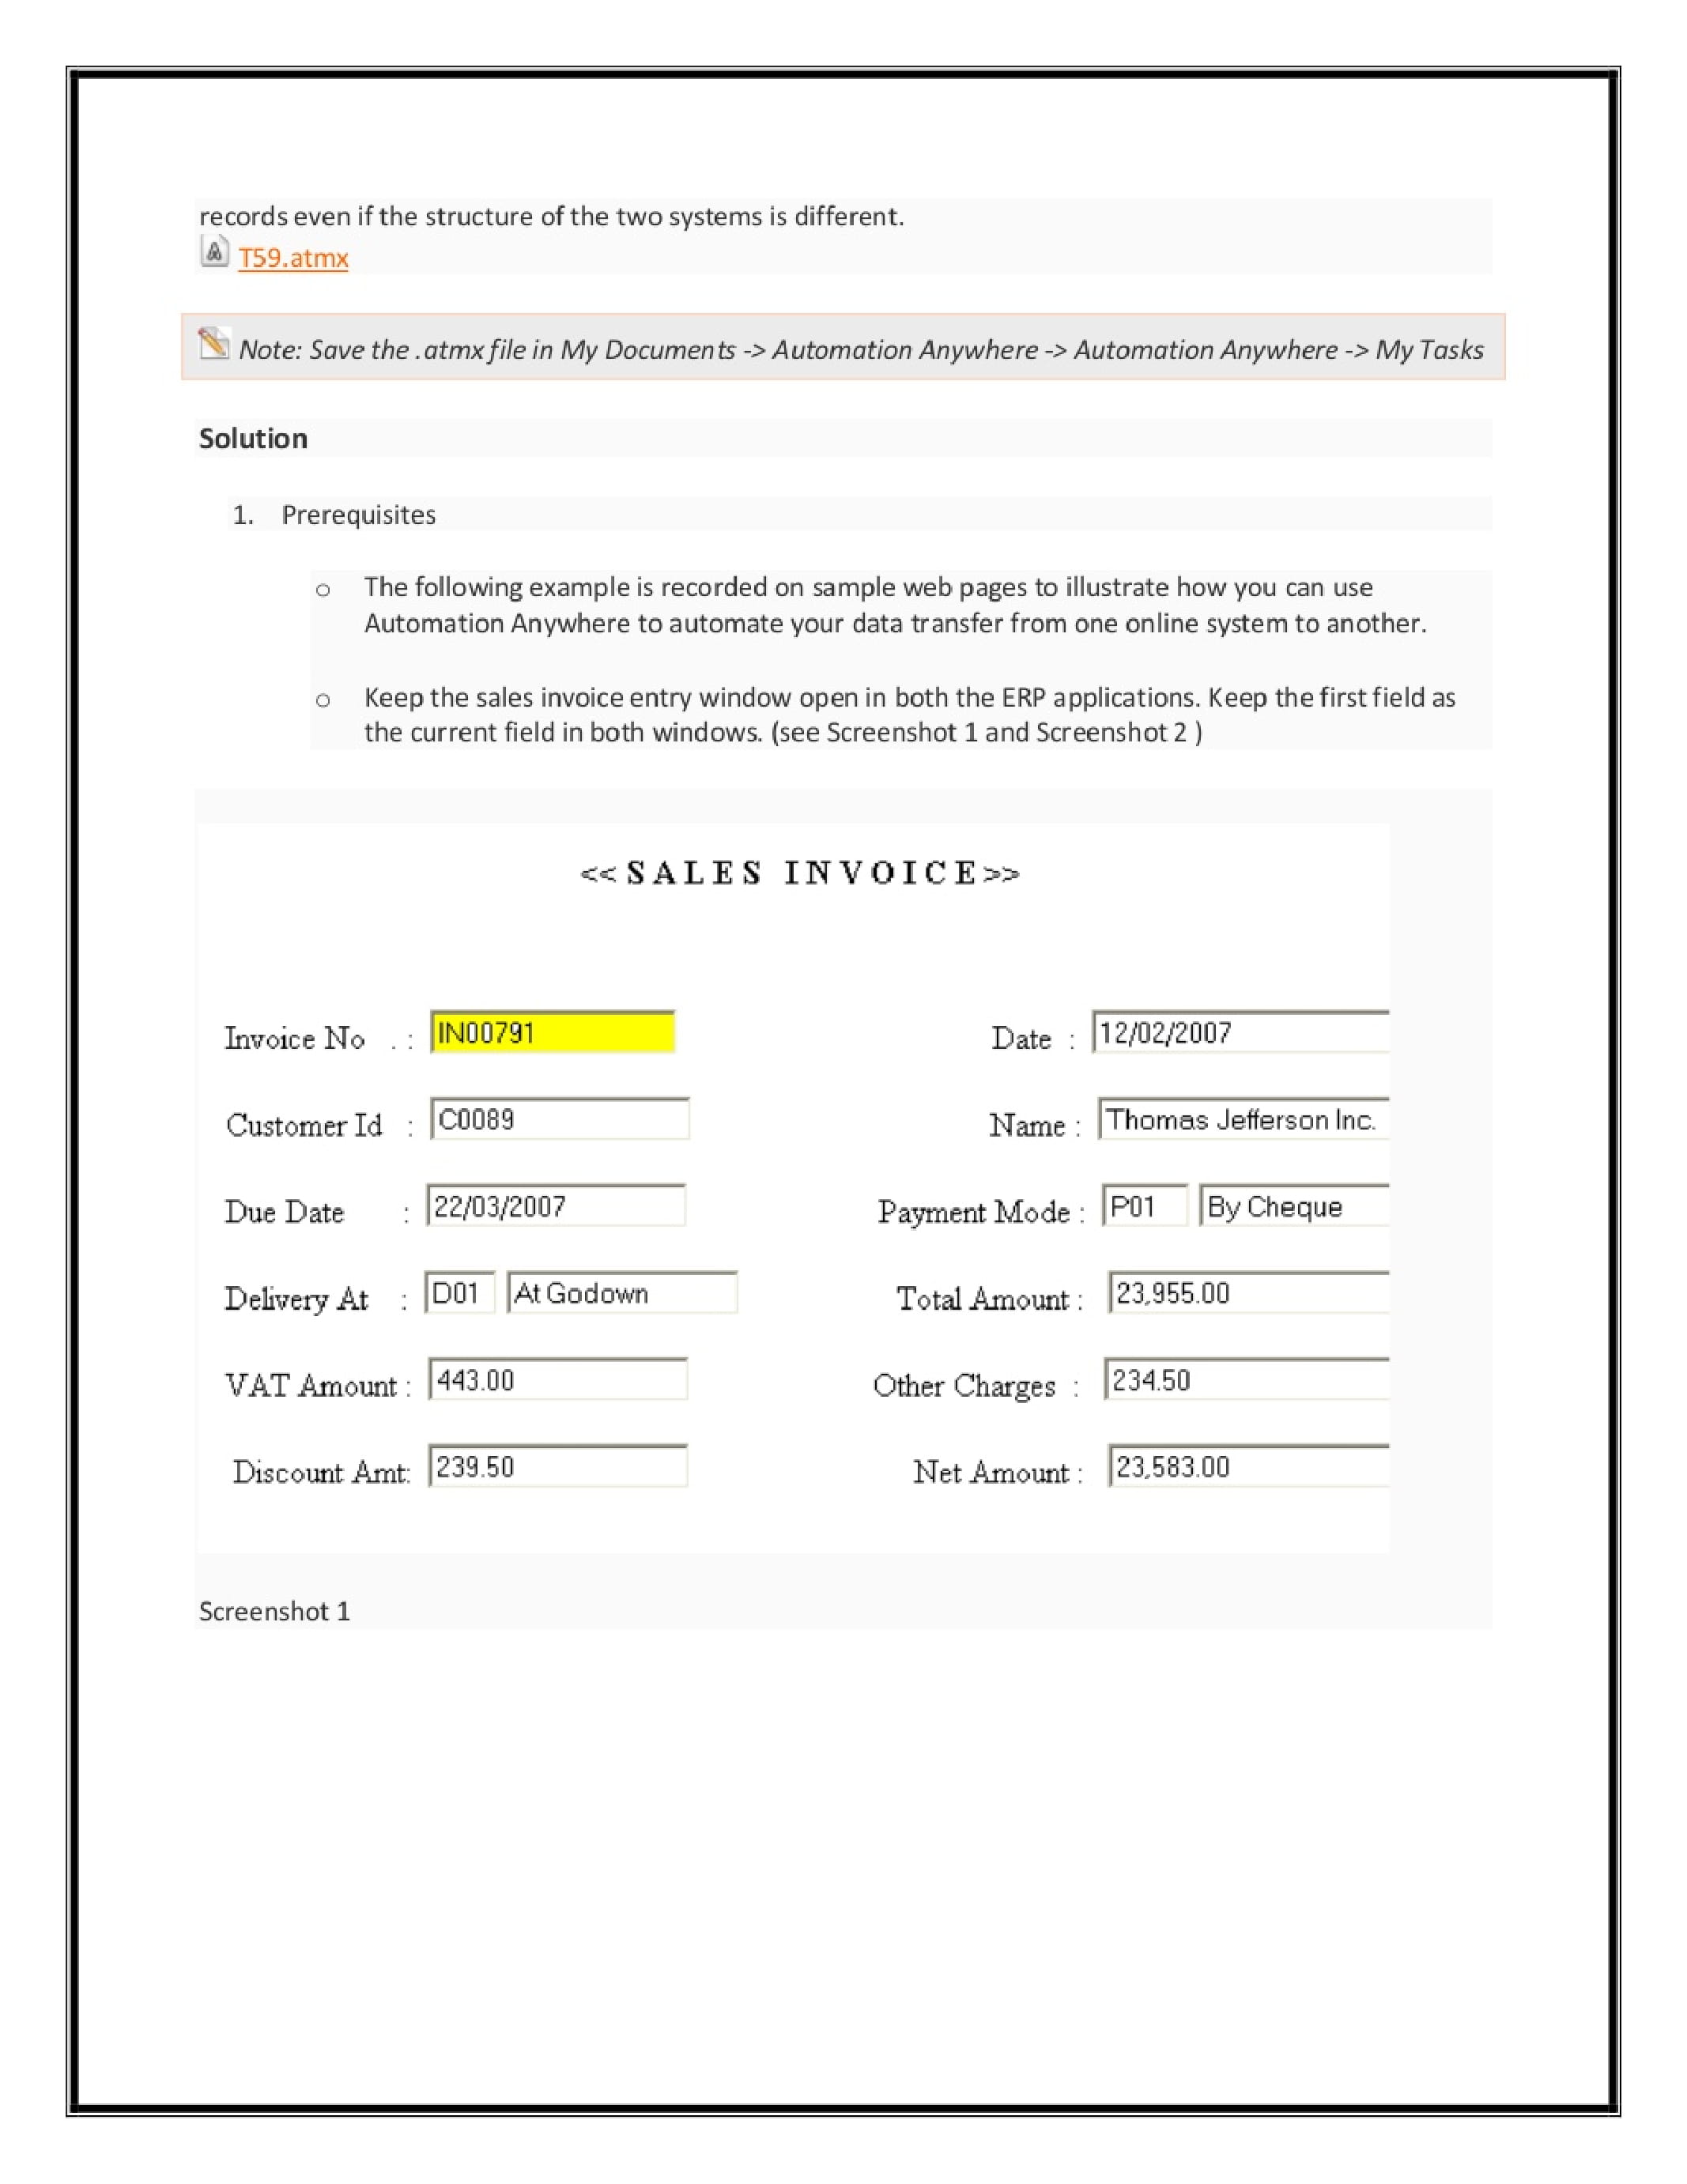 records even if the structure of the two systems is different.
T59.atmx
Note: Save the .atmx file in My Documents -> Automation Anywhere -> Automation Anywhere -> My Tasks
Solution
1. Prerequisites
o The following example is recorded on sample web pages to illustrate how you can use
Automation Anywhere to automate your data transfer from one online system to another.
o Keep the sales invoice entry window open in both the ERP applications. Keep the first field as
the current field in both windows. (see Screenshot 1 and Screenshot 2 )
<<SALES INVOICE>>
Invoice No . : IN00791 Date : 12/02/2007
Customer Id : C0089 Name : Thomas Jefferson Inc.
Due Date : 22/03/2007 Payment Mode : P01 By Cheque
Delivery At : D01 At Godown Total Amount : 23,955.00
VAT Amount : 443.00 Other Charges : 234.50
Discount Amt: 239.50 Net Amount : 23,583.00
Screenshot 1